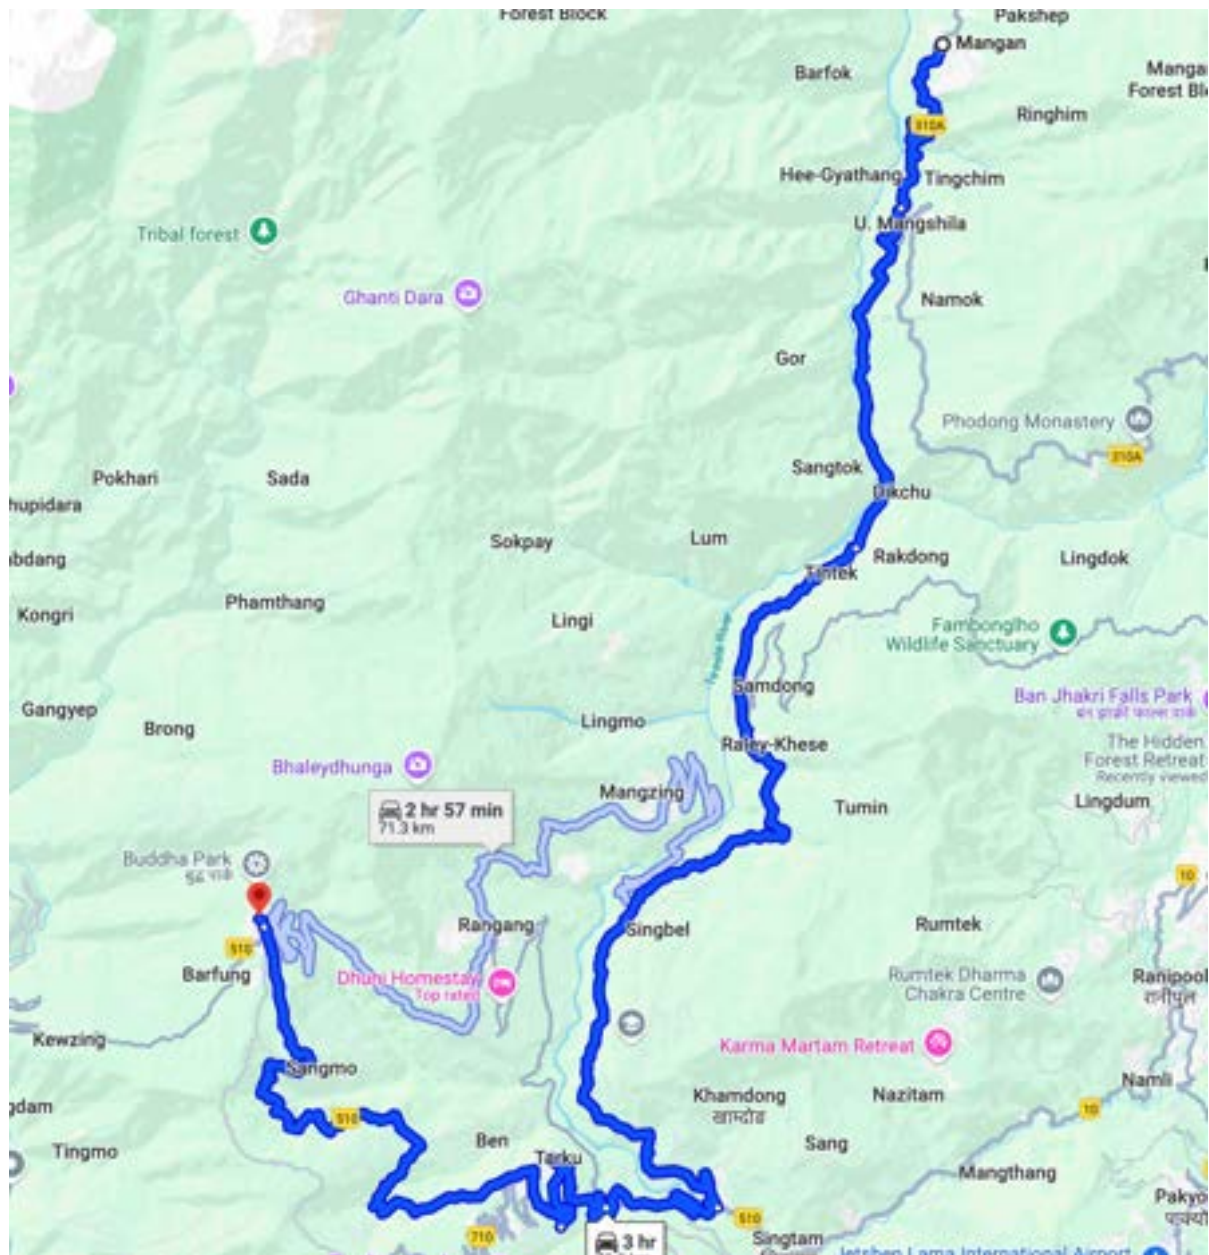 Forest Block
Pakshep
Mangan
Barfok
Ringhim
310A
Hee-Gyathang
Tingchim
U. Mangshila
Tribal forest
Ghanti Dara
Namok
Gor
Phodong Monastery
310A
Sangtok
Dikchu
Pokhari
Sada
hupidara
Sokpay
Lum
Rakdong
Lingdok
Tintek
bdang
Kongri
Phamthang
Lingi
Fambonglho
Wildlife Sanctuary
Teesta River
Samdong
Ban Jhakri Falls Park
Gangyep
Brong
Lingmo
Raley-Khese
The Hidden
Forest Retreat
Recently viewed
Bhaleydhunga
Mangzing
Tumin
Lingdum
2 hr 57 min
71.3 km
Buddha Park
10
Rangang
Singbel
Rumtek
510
Barfung
Dhuni Homestay
Top rated
Rumtek Dharma
Chakra Centre
Ranipool
रानीपुल
Kewzing
Karma Martam Retreat
Sangmo
Namli
Khamdong
खाम्दोङ
Nazitam
gdam
510
10
Tingmo
Ben
Tarku
Sang
Mangthang
Pakyo
510
710
3 hr
Singtam